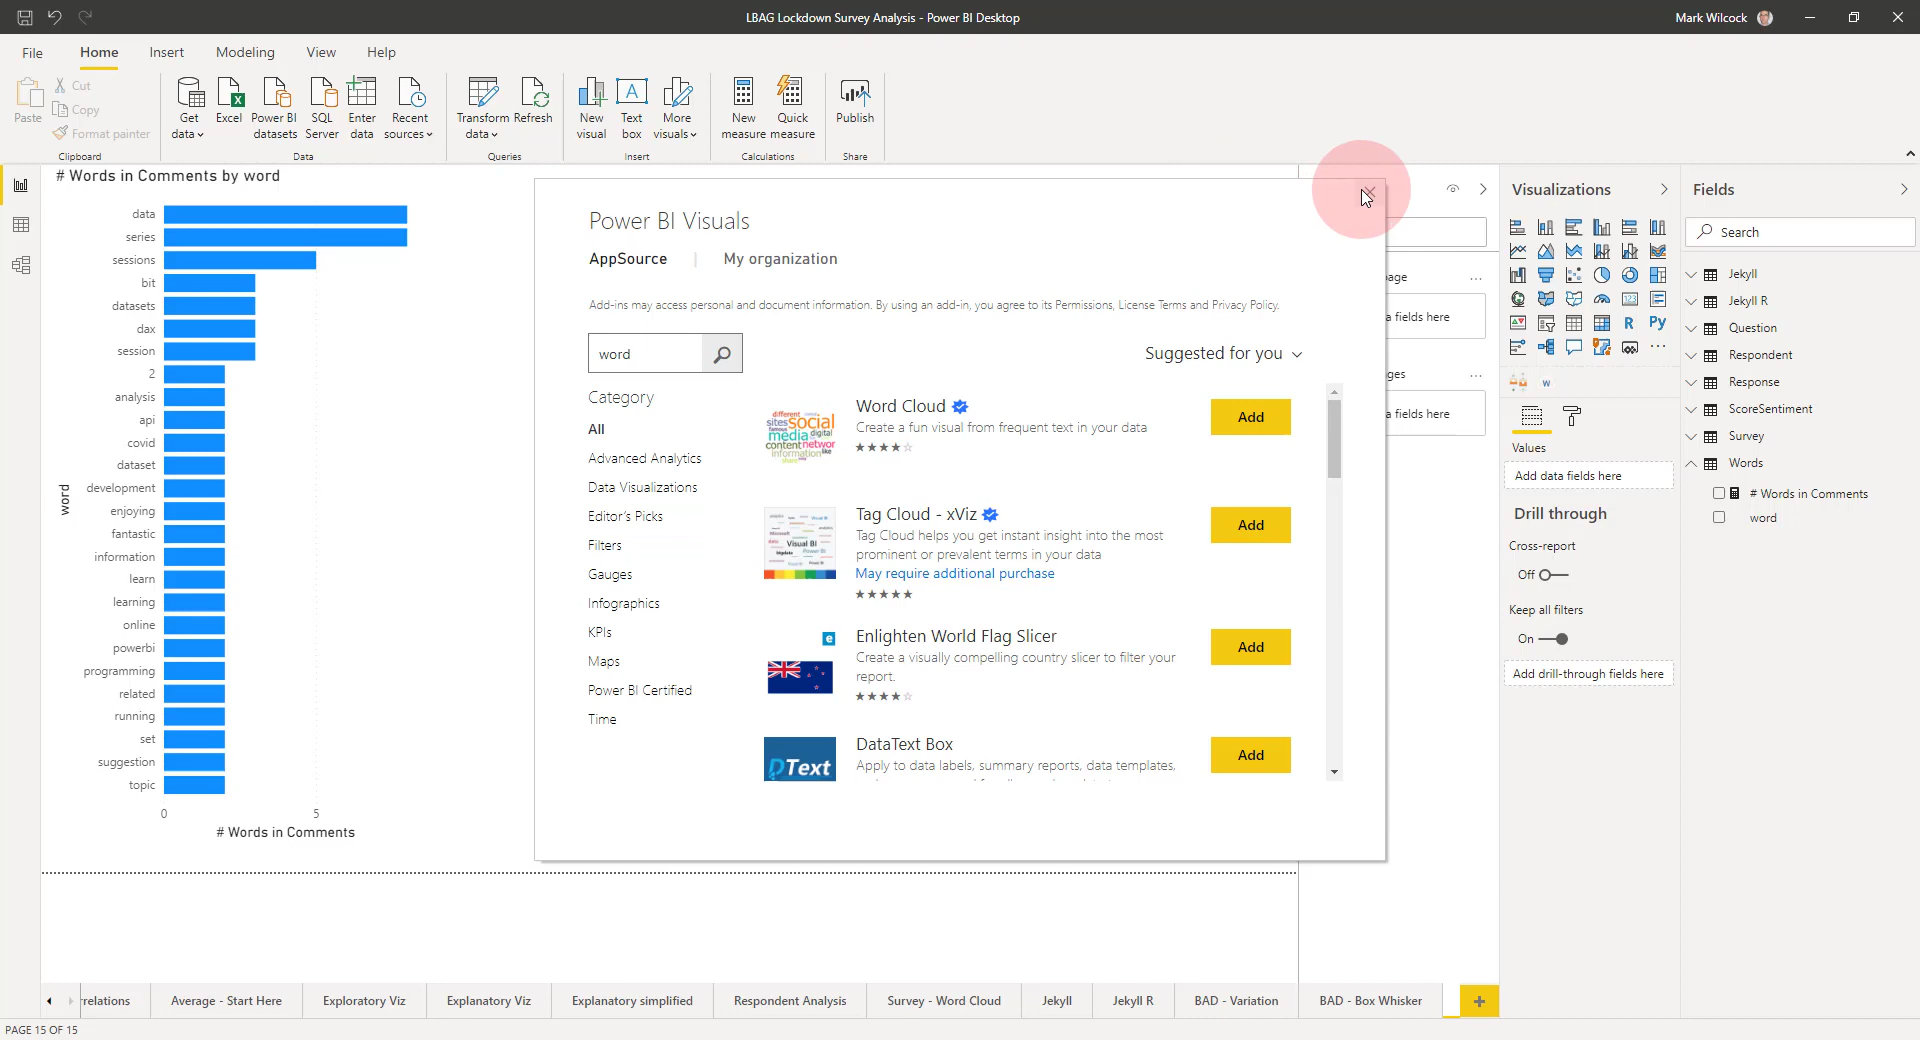 LBAG Lockdown Survey Analysis - Power BI Desktop
Mark Wilcock
File
Home
Insert
Modeling
View
Help
Paste
Cut
Copy
Format painter
Clipboard
Get data
Excel
Power BI datasets
SQL Server
Enter data
Recent sources
Data
Transform data
Refresh
Queries
New visual
Text box
More visuals
Insert
New measure
Quick measure
Calculations
Publish
Share
# Words in Comments by word
word
data
series
sessions
bit
datasets
dax
session
2
analysis
api
covid
dataset
development
enjoying
fantastic
information
learn
learning
online
powerbi
programming
related
running
set
suggestion
topic
0
5
# Words in Comments
Power BI Visuals
AppSource | My organization
Add-ins may access personal and document information. By using an add-in, you agree to its Permissions, License Terms and Privacy Policy.
word
Suggested for you
Category
All
Advanced Analytics
Data Visualizations
Editor's Picks
Filters
Gauges
Infographics
KPIs
Maps
Power BI Certified
Time
Word Cloud
Create a fun visual from frequent text in your data
Add
Tag Cloud - xViz
Tag Cloud helps you get instant insight into the most
prominent or prevalent terms in your data
May require additional purchase
Add
Enlighten World Flag Slicer
Create a visually compelling country slicer to filter your
report.
Add
DText
DataText Box
Apply to data labels, summary reports, data templates,
Add
page
a fields here
ges
a fields here
Visualizations
Values
Add data fields here
Drill through
Cross-report
Off
Keep all filters
On
Add drill-through fields here
Fields
Search
Jekyll
Jekyll R
Question
Respondent
Response
ScoreSentiment
Survey
Words
# Words in Comments
word
relations
Average - Start Here
Exploratory Viz
Explanatory Viz
Explanatory simplified
Respondent Analysis
Survey - Word Cloud
Jekyll
Jekyll R
BAD - Variation
BAD - Box Whisker
PAGE 15 OF 15